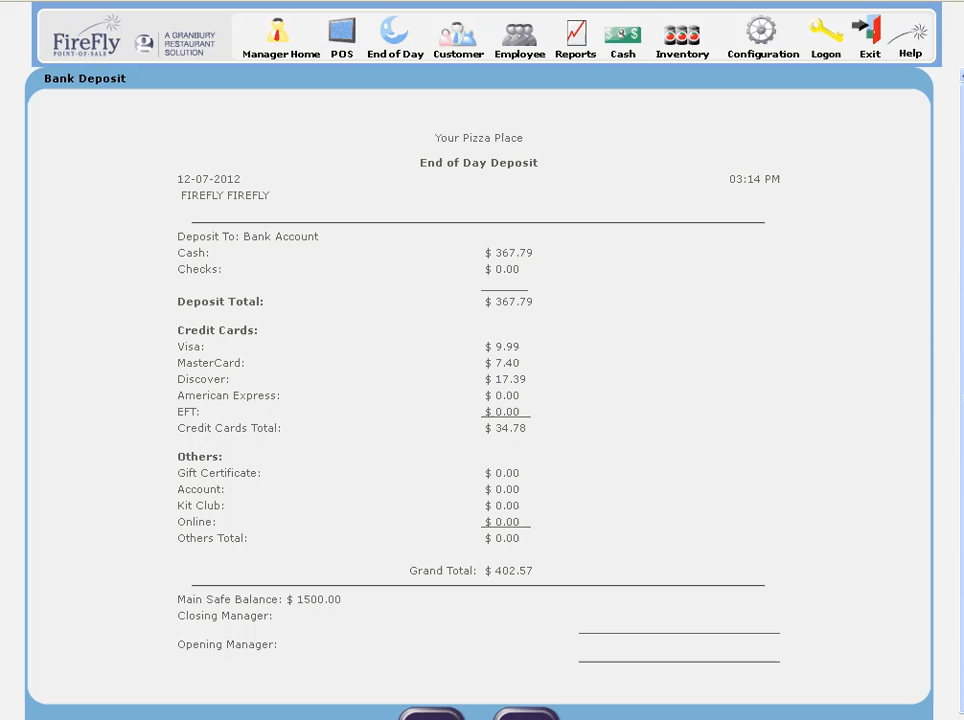 FireFly
POINT-OF-SALE
A GRANBURY
RESTAURANT
SOLUTION
Manager Home POS End of Day Customer Employee Reports Cash Inventory Configuration Logon Exit Help
Bank Deposit
Your Pizza Place
End of Day Deposit
12-07-2012 03:14 PM
FIREFLY FIREFLY
Deposit To: Bank Account
Cash: $ 367.79
Checks: $ 0.00
Deposit Total: $ 367.79
Credit Cards:
Visa: $ 9.99
MasterCard: $ 7.40
Discover: $ 17.39
American Express: $ 0.00
EFT: $ 0.00
Credit Cards Total: $ 34.78
Others:
Gift Certificate: $ 0.00
Account: $ 0.00
Kit Club: $ 0.00
Online: $ 0.00
Others Total: $ 0.00
Grand Total: $ 402.57
Main Safe Balance: $ 1500.00
Closing Manager:
Opening Manager: